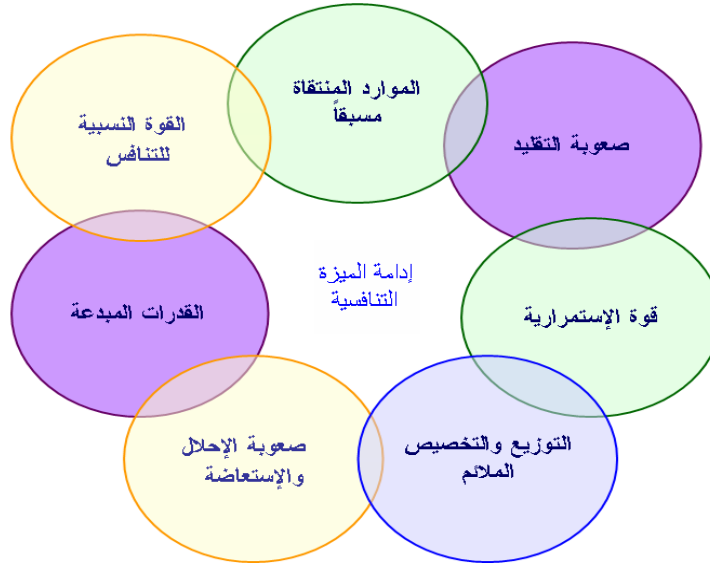 الموارد المنتقاة
مسبقاً
صعوبة التقليد
قوة الإستمرارية
التوزيع والتخصيص
الملائم
صعوبة الإحلال
والإستعاضة
القدرات المبدعة
القوة النسبية
للتنافس
إدامة الميزة
التنافسية